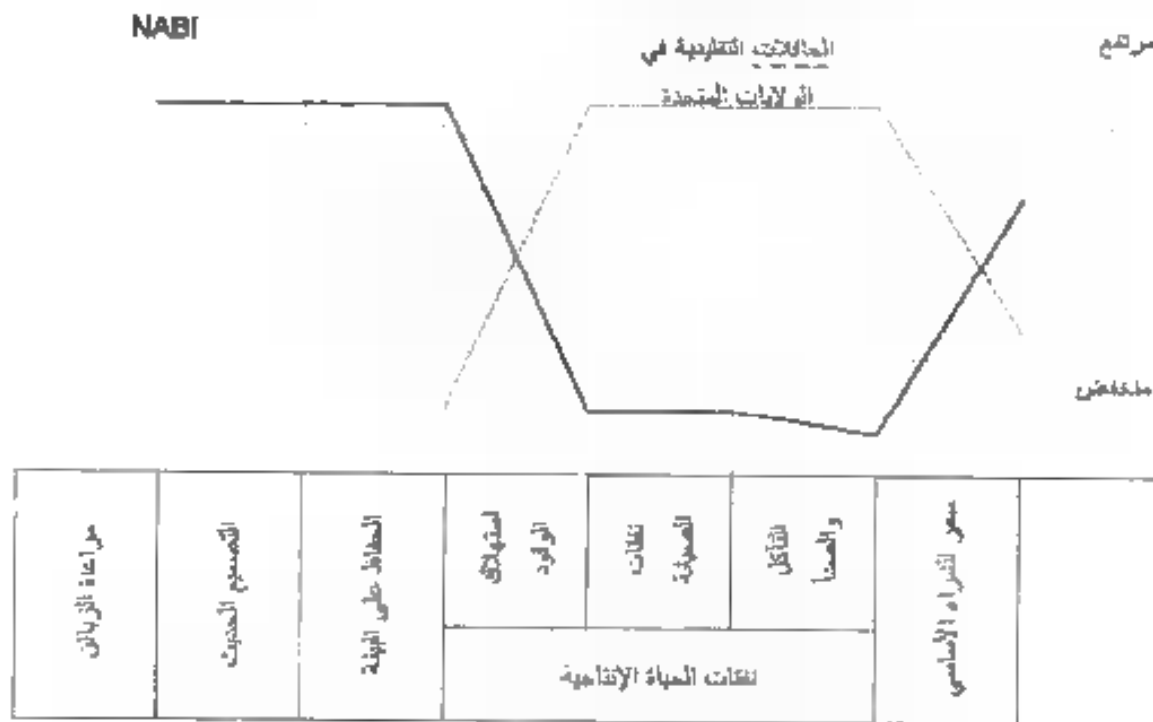 NABI
الحافلات التقليدية في
الولايات المتحدة
مرتفع
منخفض
سعر الشراء الأساسي
التآكل
والصدأ
نفقات
الصيانة
استهلاك
الوقود
نفقات الحياة الإنتاجية
الحفاظ على البيئة
التصميم الحديث
مراعاة الزبائن